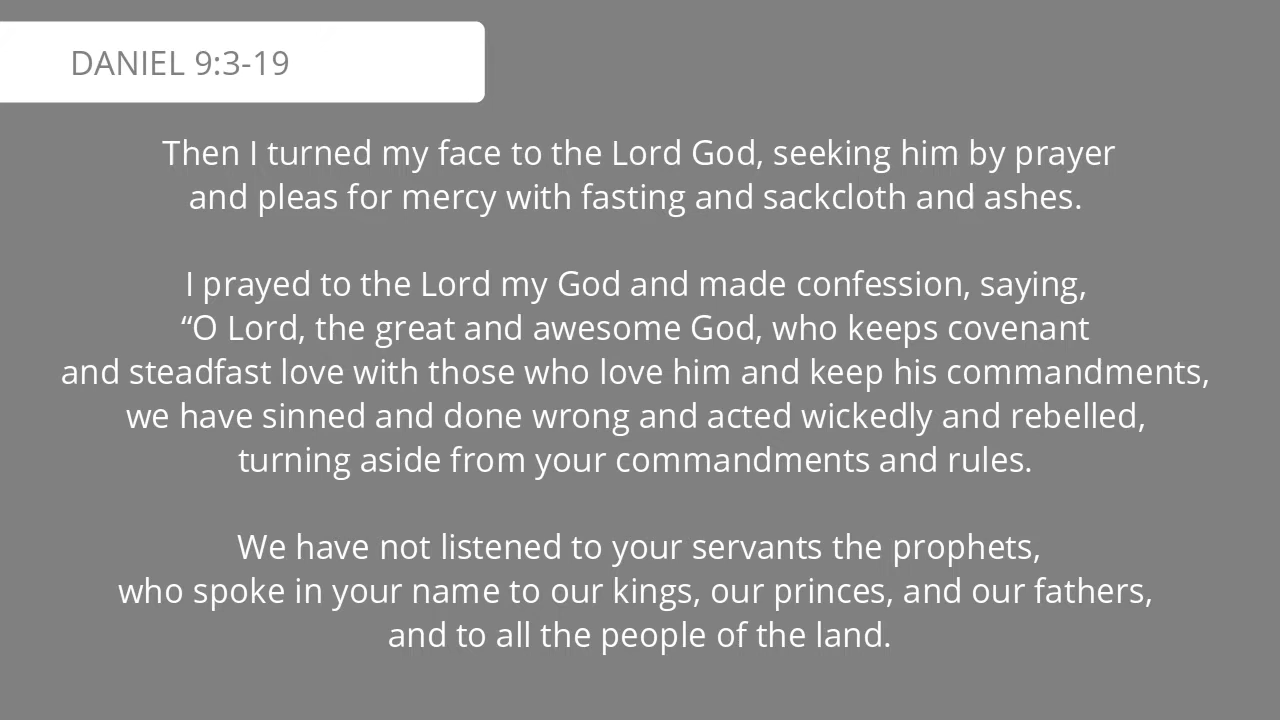 DANIEL 9:3-19
Then I turned my face to the Lord God, seeking him by prayer
and pleas for mercy with fasting and sackcloth and ashes.
I prayed to the Lord my God and made confession, saying,
“O Lord, the great and awesome God, who keeps covenant
and steadfast love with those who love him and keep his commandments,
we have sinned and done wrong and acted wickedly and rebelled,
turning aside from your commandments and rules.
We have not listened to your servants the prophets,
who spoke in your name to our kings, our princes, and our fathers,
and to all the people of the land.